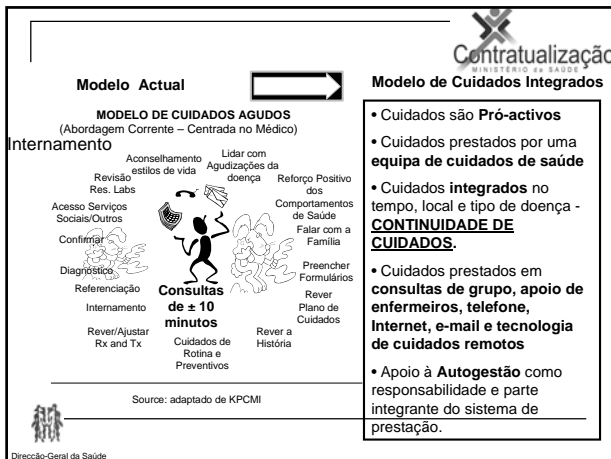 Contratualização
MINISTÉRIO da SAÚDE
Modelo Actual
Modelo de Cuidados Integrados
MODELO DE CUIDADOS AGUDOS
(Abordagem Corrente – Centrada no Médico)
Internamento
Aconselhamento
estilos de vida
Lidar com
Agudizações da
doença
Revisão
Res. Labs
Reforço Positivo
dos
Comportamentos
de Saúde
Acesso Serviços
Sociais/Outros
Falar com a
Família
Confirmar
Diagnóstico
Preencher
Formulários
Referenciação
Consultas
de ± 10
minutos
Rever
Plano de
Cuidados
Internamento
Rever/Ajustar
Rx and Tx
Cuidados de
Rotina e
Preventivos
Rever a
História
Source: adaptado de KPCMI
• Cuidados são Pró-activos
• Cuidados prestados por uma
equipa de cuidados de saúde
• Cuidados integrados no
tempo, local e tipo de doença -
CONTINUIDADE DE
CUIDADOS.
• Cuidados prestados em
consultas de grupo, apoio de
enfermeiros, telefone,
Internet, e-mail e tecnologia
de cuidados remotos
• Apoio à Autogestão como
responsabilidade e parte
integrante do sistema de
prestação.
Direcção-Geral da Saúde